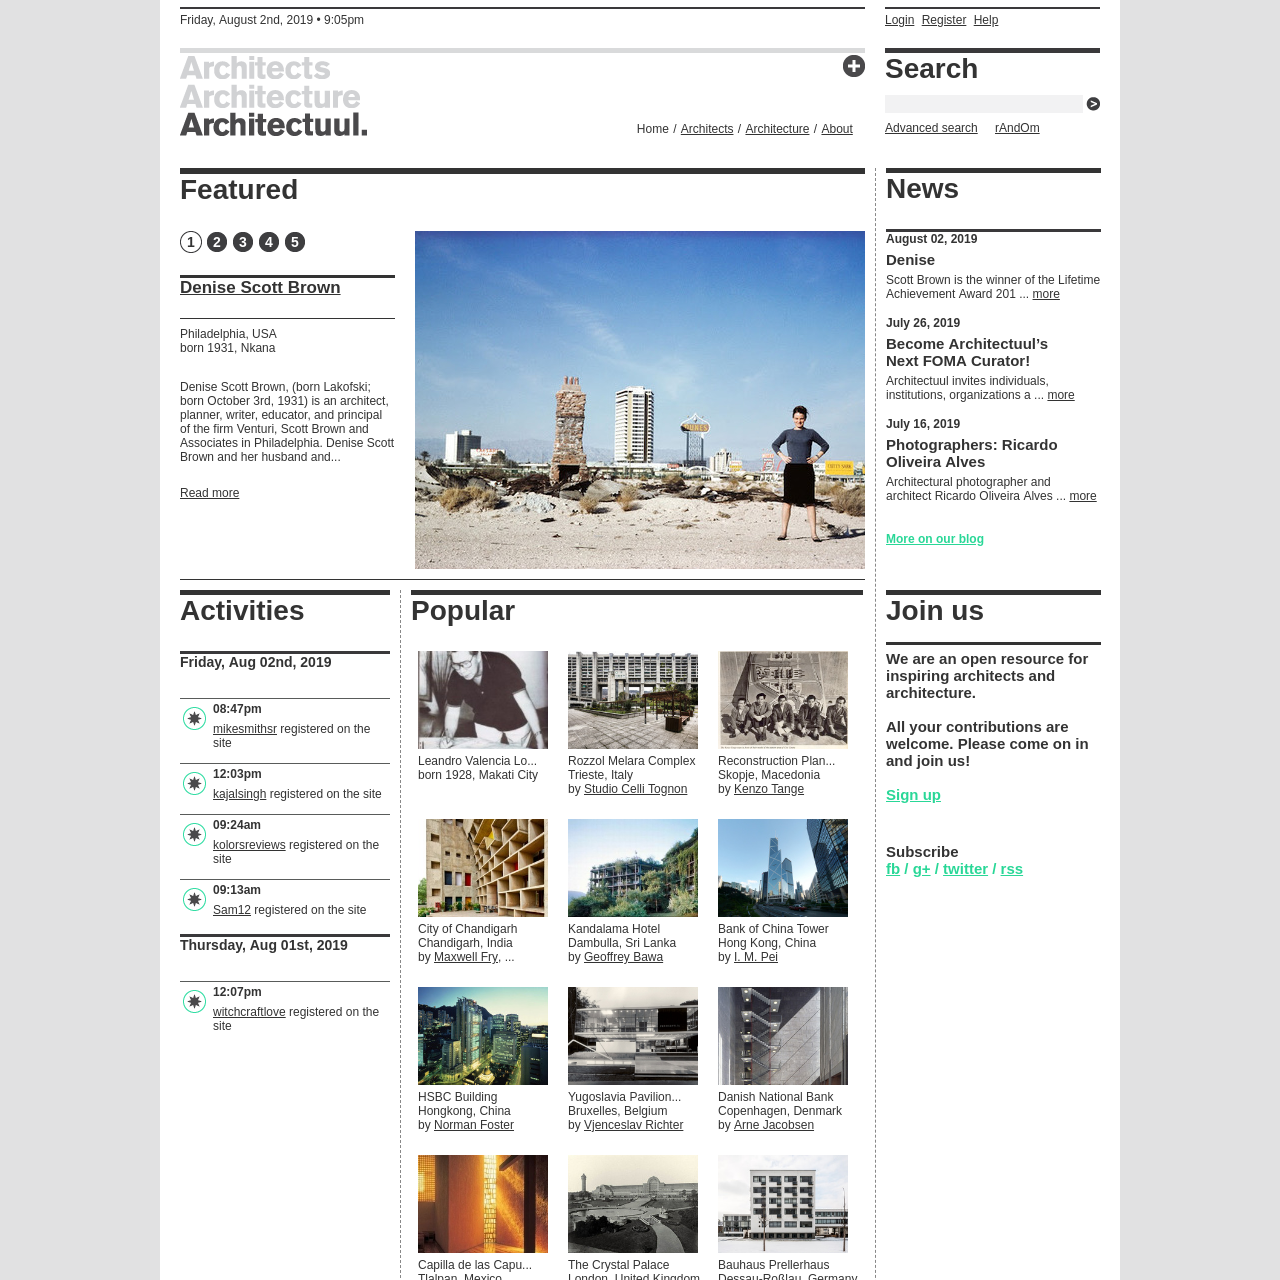 Friday, August 2nd, 2019 • 9:05pm
Login Register Help
Architects
Architecture
Architectuul.
Home / Architects / Architecture / About
Search
>
Advanced search rAndOm
Featured
1 2 3 4 5
Denise Scott Brown
Philadelphia, USA
born 1931, Nkana
Denise Scott Brown, (born Lakofski;
born October 3rd, 1931) is an architect,
planner, writer, educator, and principal
of the firm Venturi, Scott Brown and
Associates in Philadelphia. Denise Scott
Brown and her husband and...
Read more
News
August 02, 2019
Denise
Scott Brown is the winner of the Lifetime
Achievement Award 201 ... more
July 26, 2019
Become Architectuul’s
Next FOMA Curator!
Architectuul invites individuals,
institutions, organizations a ... more
July 16, 2019
Photographers: Ricardo
Oliveira Alves
Architectural photographer and
architect Ricardo Oliveira Alves ... more
More on our blog
Activities
Friday, Aug 02nd, 2019
08:47pm
mikesmithsr registered on the
site
12:03pm
kajalsingh registered on the site
09:24am
kolorsreviews registered on the
site
09:13am
Sam12 registered on the site
Thursday, Aug 01st, 2019
12:07pm
witchcraftlove registered on the
site
Popular
Leandro Valencia Lo...
born 1928, Makati City
Rozzol Melara Complex
Trieste, Italy
by Studio Celli Tognon
Reconstruction Plan...
Skopje, Macedonia
by Kenzo Tange
City of Chandigarh
Chandigarh, India
by Maxwell Fry, ...
Kandalama Hotel
Dambulla, Sri Lanka
by Geoffrey Bawa
Bank of China Tower
Hong Kong, China
by I. M. Pei
HSBC Building
Hongkong, China
by Norman Foster
Yugoslavia Pavilion...
Bruxelles, Belgium
by Vjenceslav Richter
Danish National Bank
Copenhagen, Denmark
by Arne Jacobsen
Capilla de las Capu...
Tlalpan, Mexico
The Crystal Palace
London, United Kingdom
Bauhaus Prellerhaus
Dessau-Roßlau, Germany
Join us
We are an open resource for
inspiring architects and
architecture.
All your contributions are
welcome. Please come on in
and join us!
Sign up
Subscribe
fb / g+ / twitter / rss